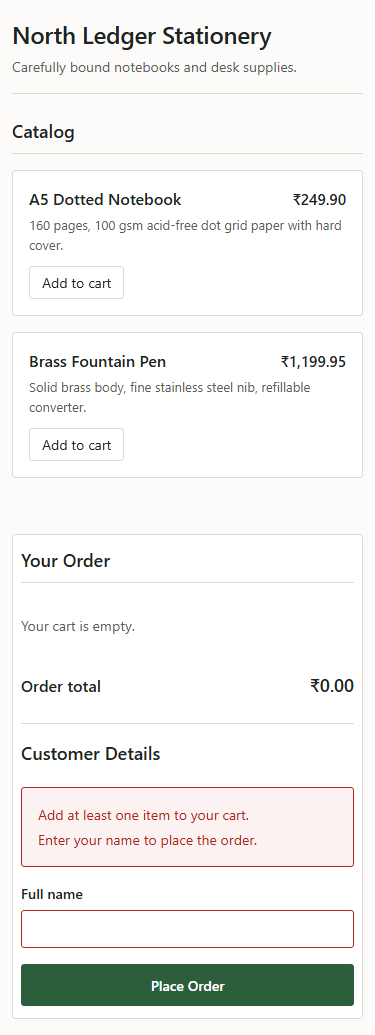 North Ledger Stationery
Carefully bound notebooks and desk supplies.
Catalog
A5 Dotted Notebook ₹249.90
160 pages, 100 gsm acid-free dot grid paper with hard
cover.
Add to cart
Brass Fountain Pen ₹1,199.95
Solid brass body, fine stainless steel nib, refillable
converter.
Add to cart
Your Order
Your cart is empty.
Order total ₹0.00
Customer Details
Add at least one item to your cart.
Enter your name to place the order.
Full name
Place Order